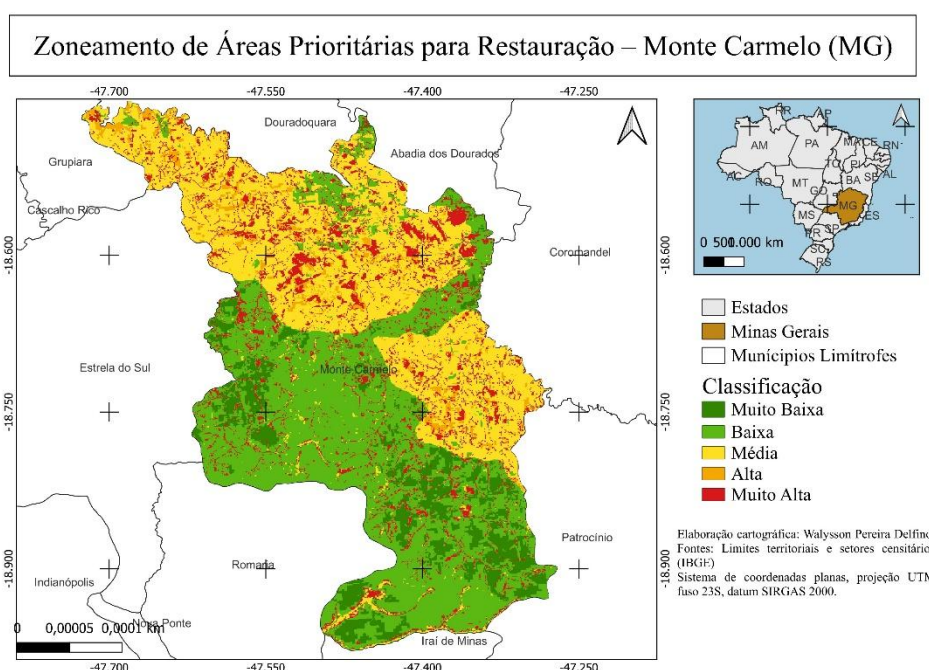 Zoneamento de Áreas Prioritárias para Restauração – Monte Carmelo (MG)
-47.700 -47.550 -47.400 -47.250
Douradoquara
Abadia dos Dourados
Grupiara
Cascalho Rico
Coromandel
-18.600 -18.600
Estrela do Sul
Monte Carmelo
-18.750 -18.750
Patrocínio
Romaria
-18.900 -18.900
Indianópolis
Nova Ponte
Iraí de Minas
0 0,00005 0,0001 km
-47.700 -47.550 -47.400 -47.250
RR AP
AM PA MA CE RN
TO PI
AC RO MT BA SE AL
GO
MG
MS ES
SP
PR
SC
RS
0 500 1.000 km
Estados
Minas Gerais
Munícipios Limítrofes
Classificação
Muito Baixa
Baixa
Média
Alta
Muito Alta
Elaboração cartográfica: Walysson Pereira Delfino
Fontes: Limites territoriais e setores censitário
(IBGE)
Sistema de coordenadas planas, projeção UTM
fuso 23S, datum SIRGAS 2000.